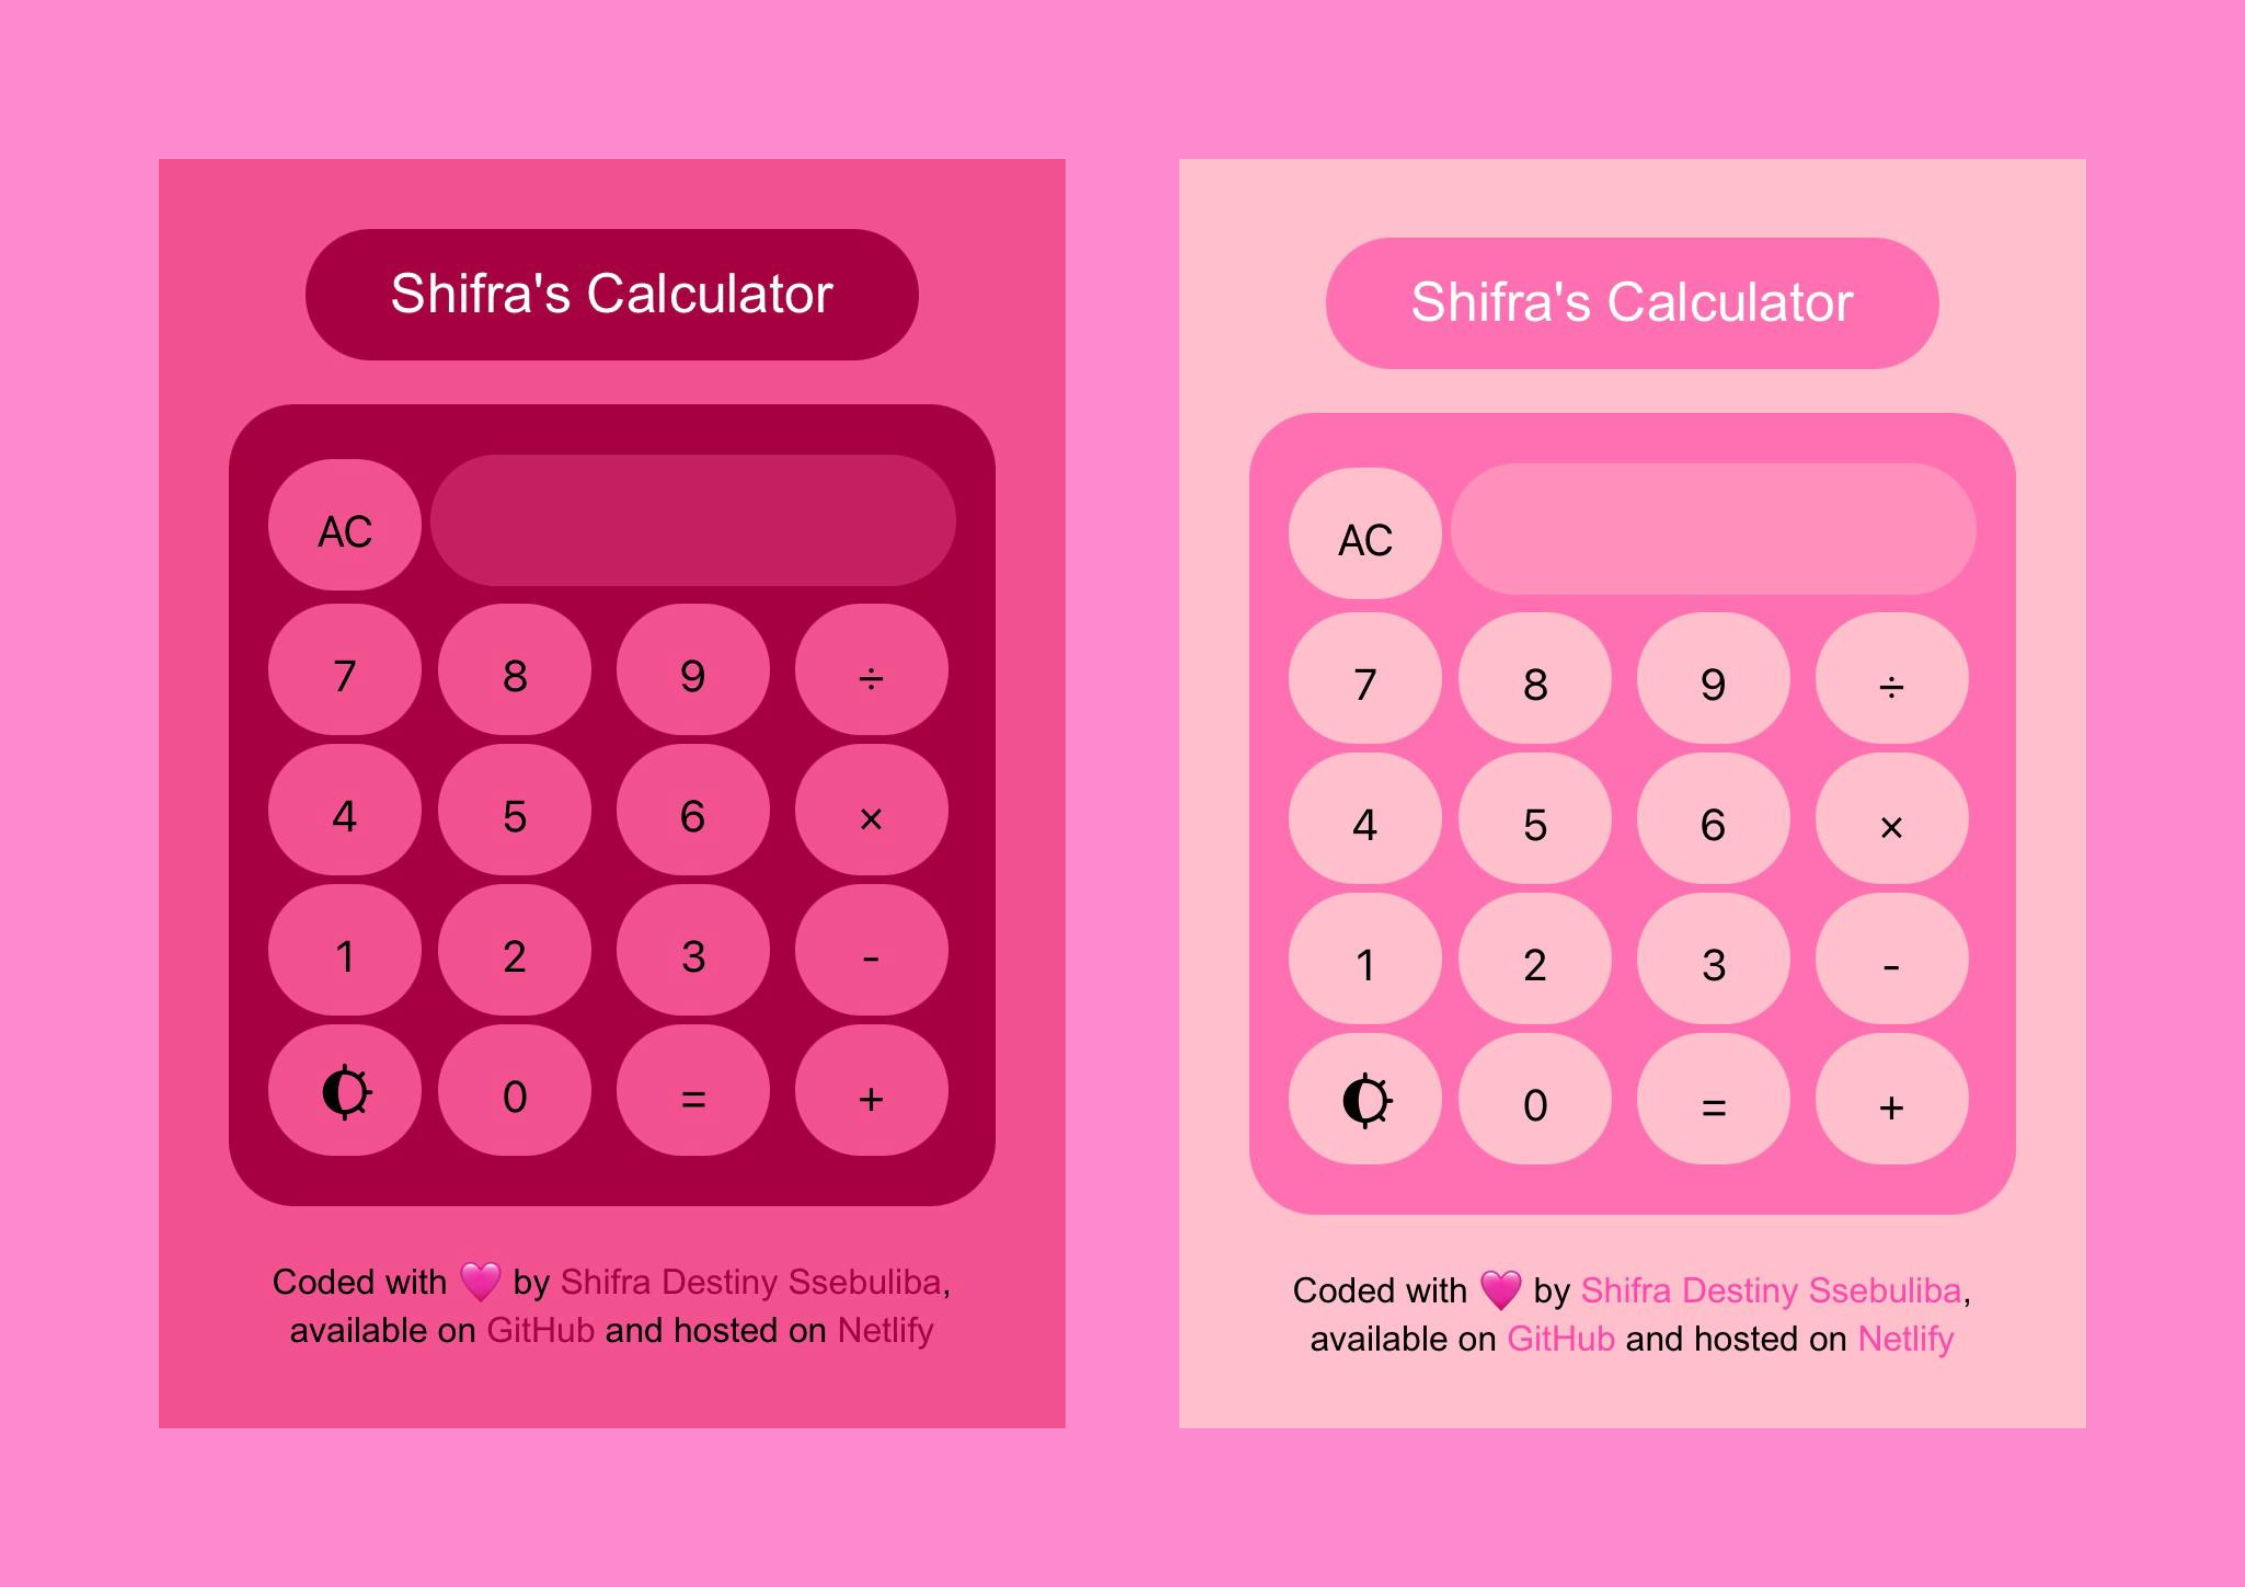 Shifra's Calculator
AC
7 8 9 ÷
4 5 6 ×
1 2 3 -
0 = +
Coded with 💗 by Shifra Destiny Ssebuliba,
available on GitHub and hosted on Netlify
Shifra's Calculator
AC
7 8 9 ÷
4 5 6 ×
1 2 3 -
0 = +
Coded with 💗 by Shifra Destiny Ssebuliba,
available on GitHub and hosted on Netlify